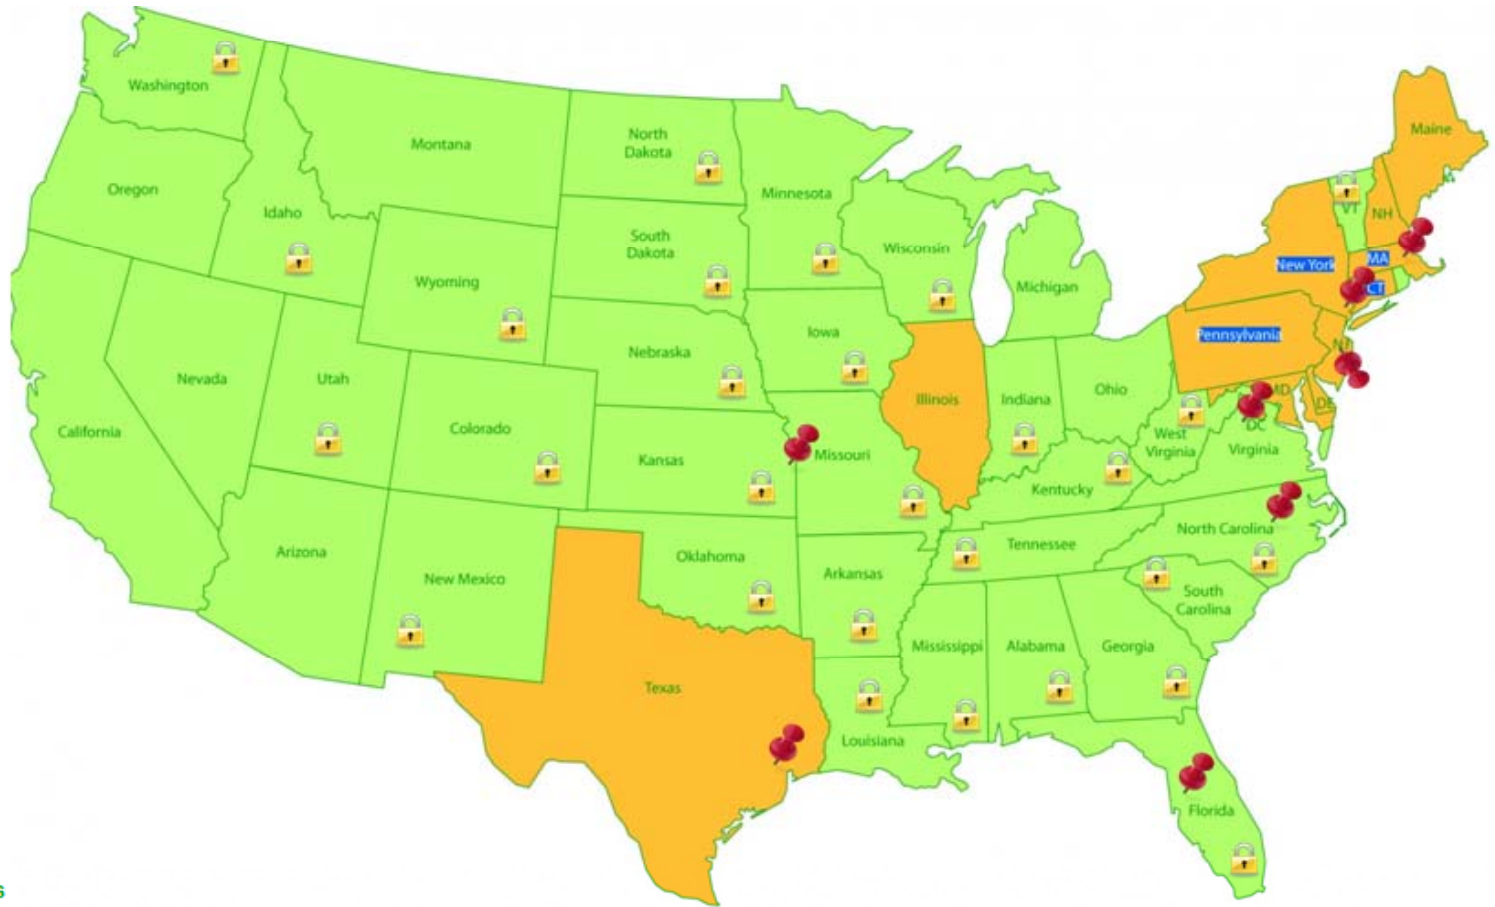 Washington
Montana
North
Dakota
Minnesota
Maine
Oregon
Idaho
South
Dakota
Wisconsin
VT
NH
Wyoming
Michigan
New York
MA
CT
Iowa
Nebraska
Pennsylvania
NJ
Nevada
Utah
Illinois
Indiana
Ohio
MD
DE
California
Colorado
Kansas
Missouri
West
Virginia
DC
Virginia
Kentucky
Arizona
New Mexico
Oklahoma
Arkansas
Tennessee
North Carolina
South
Carolina
Texas
Mississippi
Alabama
Georgia
Louisiana
Florida